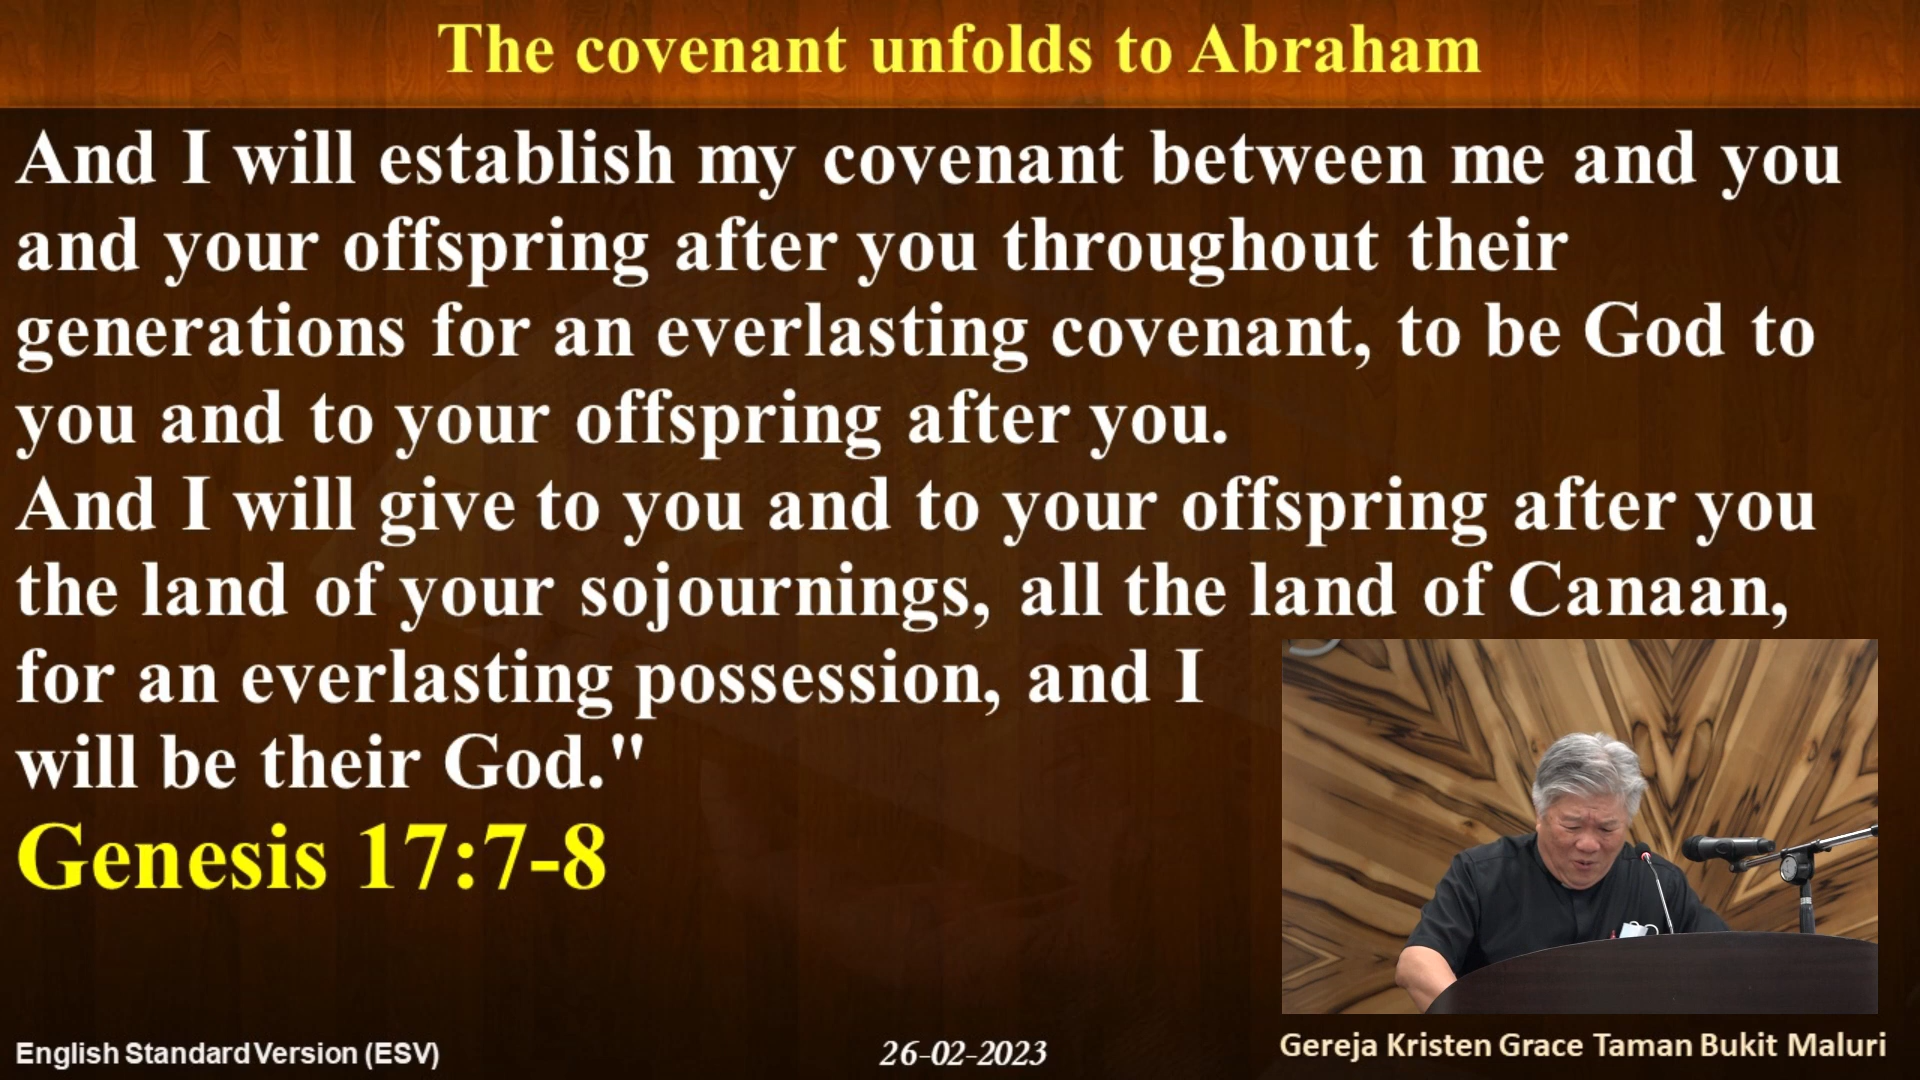 The covenant unfolds to Abraham
And I will establish my covenant between me and you
and your offspring after you throughout their
generations for an everlasting covenant, to be God to
you and to your offspring after you.
And I will give to you and to your offspring after you
the land of your sojournings, all the land of Canaan,
for an everlasting possession, and I
will be their God."
Genesis 17:7-8
English Standard Version (ESV)
26-02-2023
Gereja Kristen Grace Taman Bukit Maluri